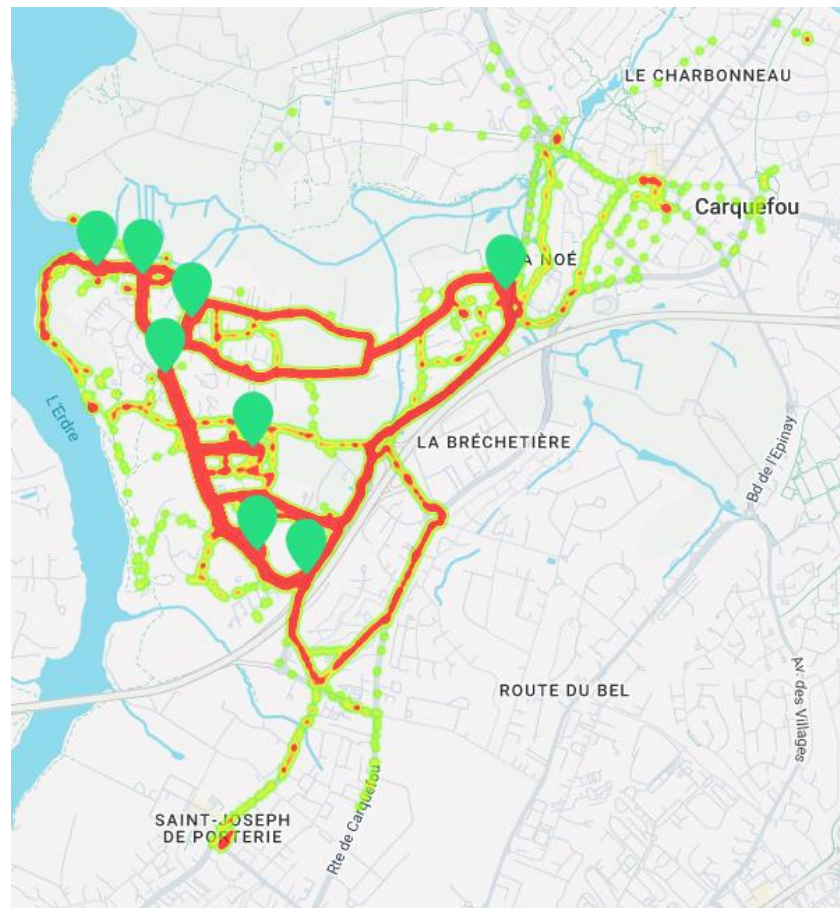 LE CHARBONNEAU
Carquefou
A NOÉ
L'Erdre
LA BRÉCHETIÈRE
Bd de l'Epinay
ROUTE DU BEL
Av. des Villages
SAINT-JOSEPH
DE PORTERIE
Rte de Carquefou